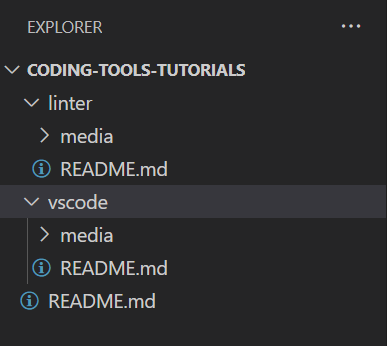 EXPLORER
CODING-TOOLS-TUTORIALS
linter
media
README.md
vscode
media
README.md
README.md